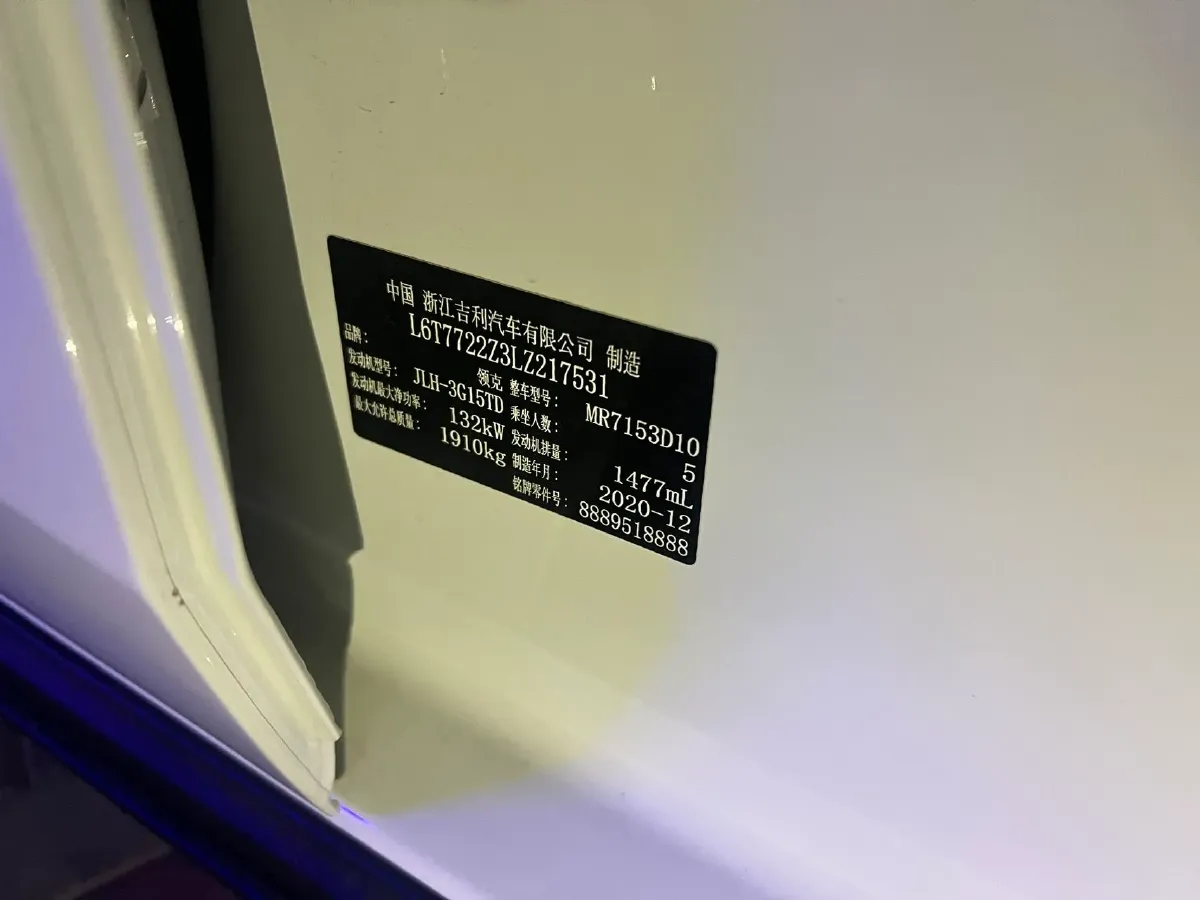 中国 浙江吉利汽车有限公司 制造
L6T7722Z3LZ217531
品牌: 领克 整车型号: MR7153D10
发动机型号: JLH-3G15TD 乘坐人数: 5
发动机最大净功率: 132kW 发动机排量: 1477mL
最大允许总质量: 1910kg 制造年月: 2020-12
铭牌零件号: 8889518888